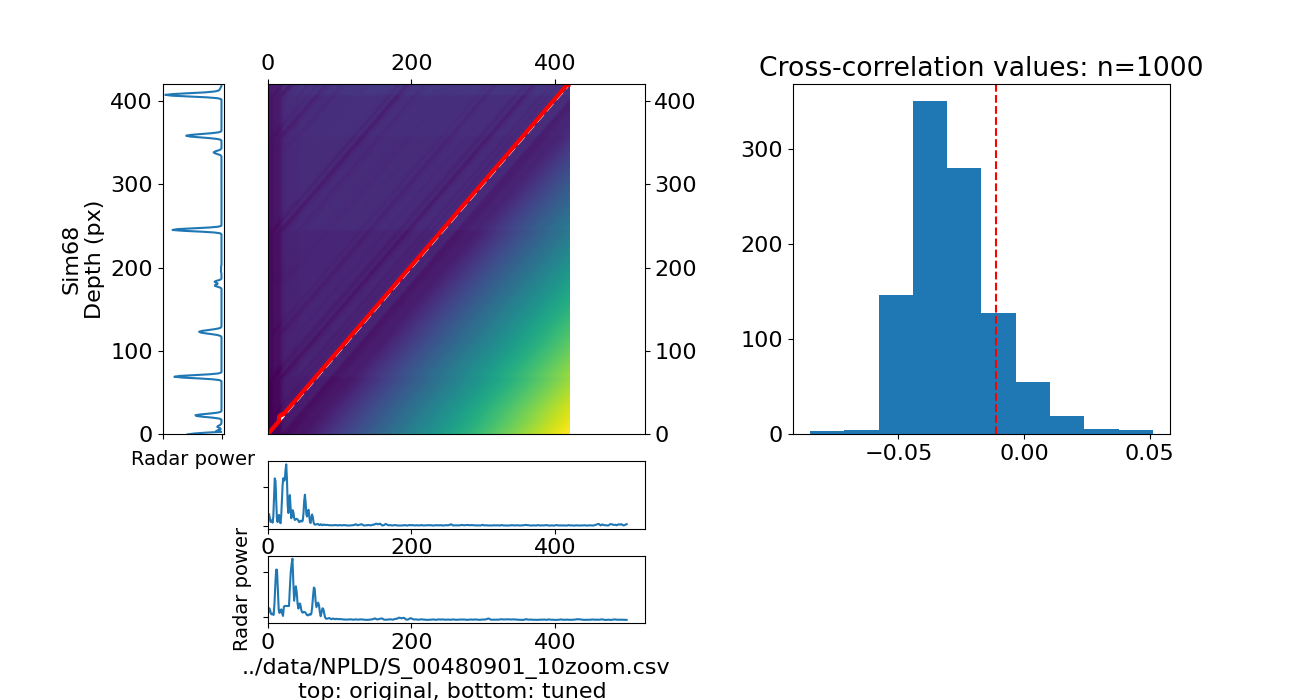 0 200 400
Cross-correlation values: n=1000
400
300
200
100
0
Sim68
Depth (px)
Radar power
400
300
200
100
0
300
200
100
0
−0.05 0.00 0.05
0 200 400
Radar power
0 200 400
../data/NPLD/S_00480901_10zoom.csv
top: original, bottom: tuned